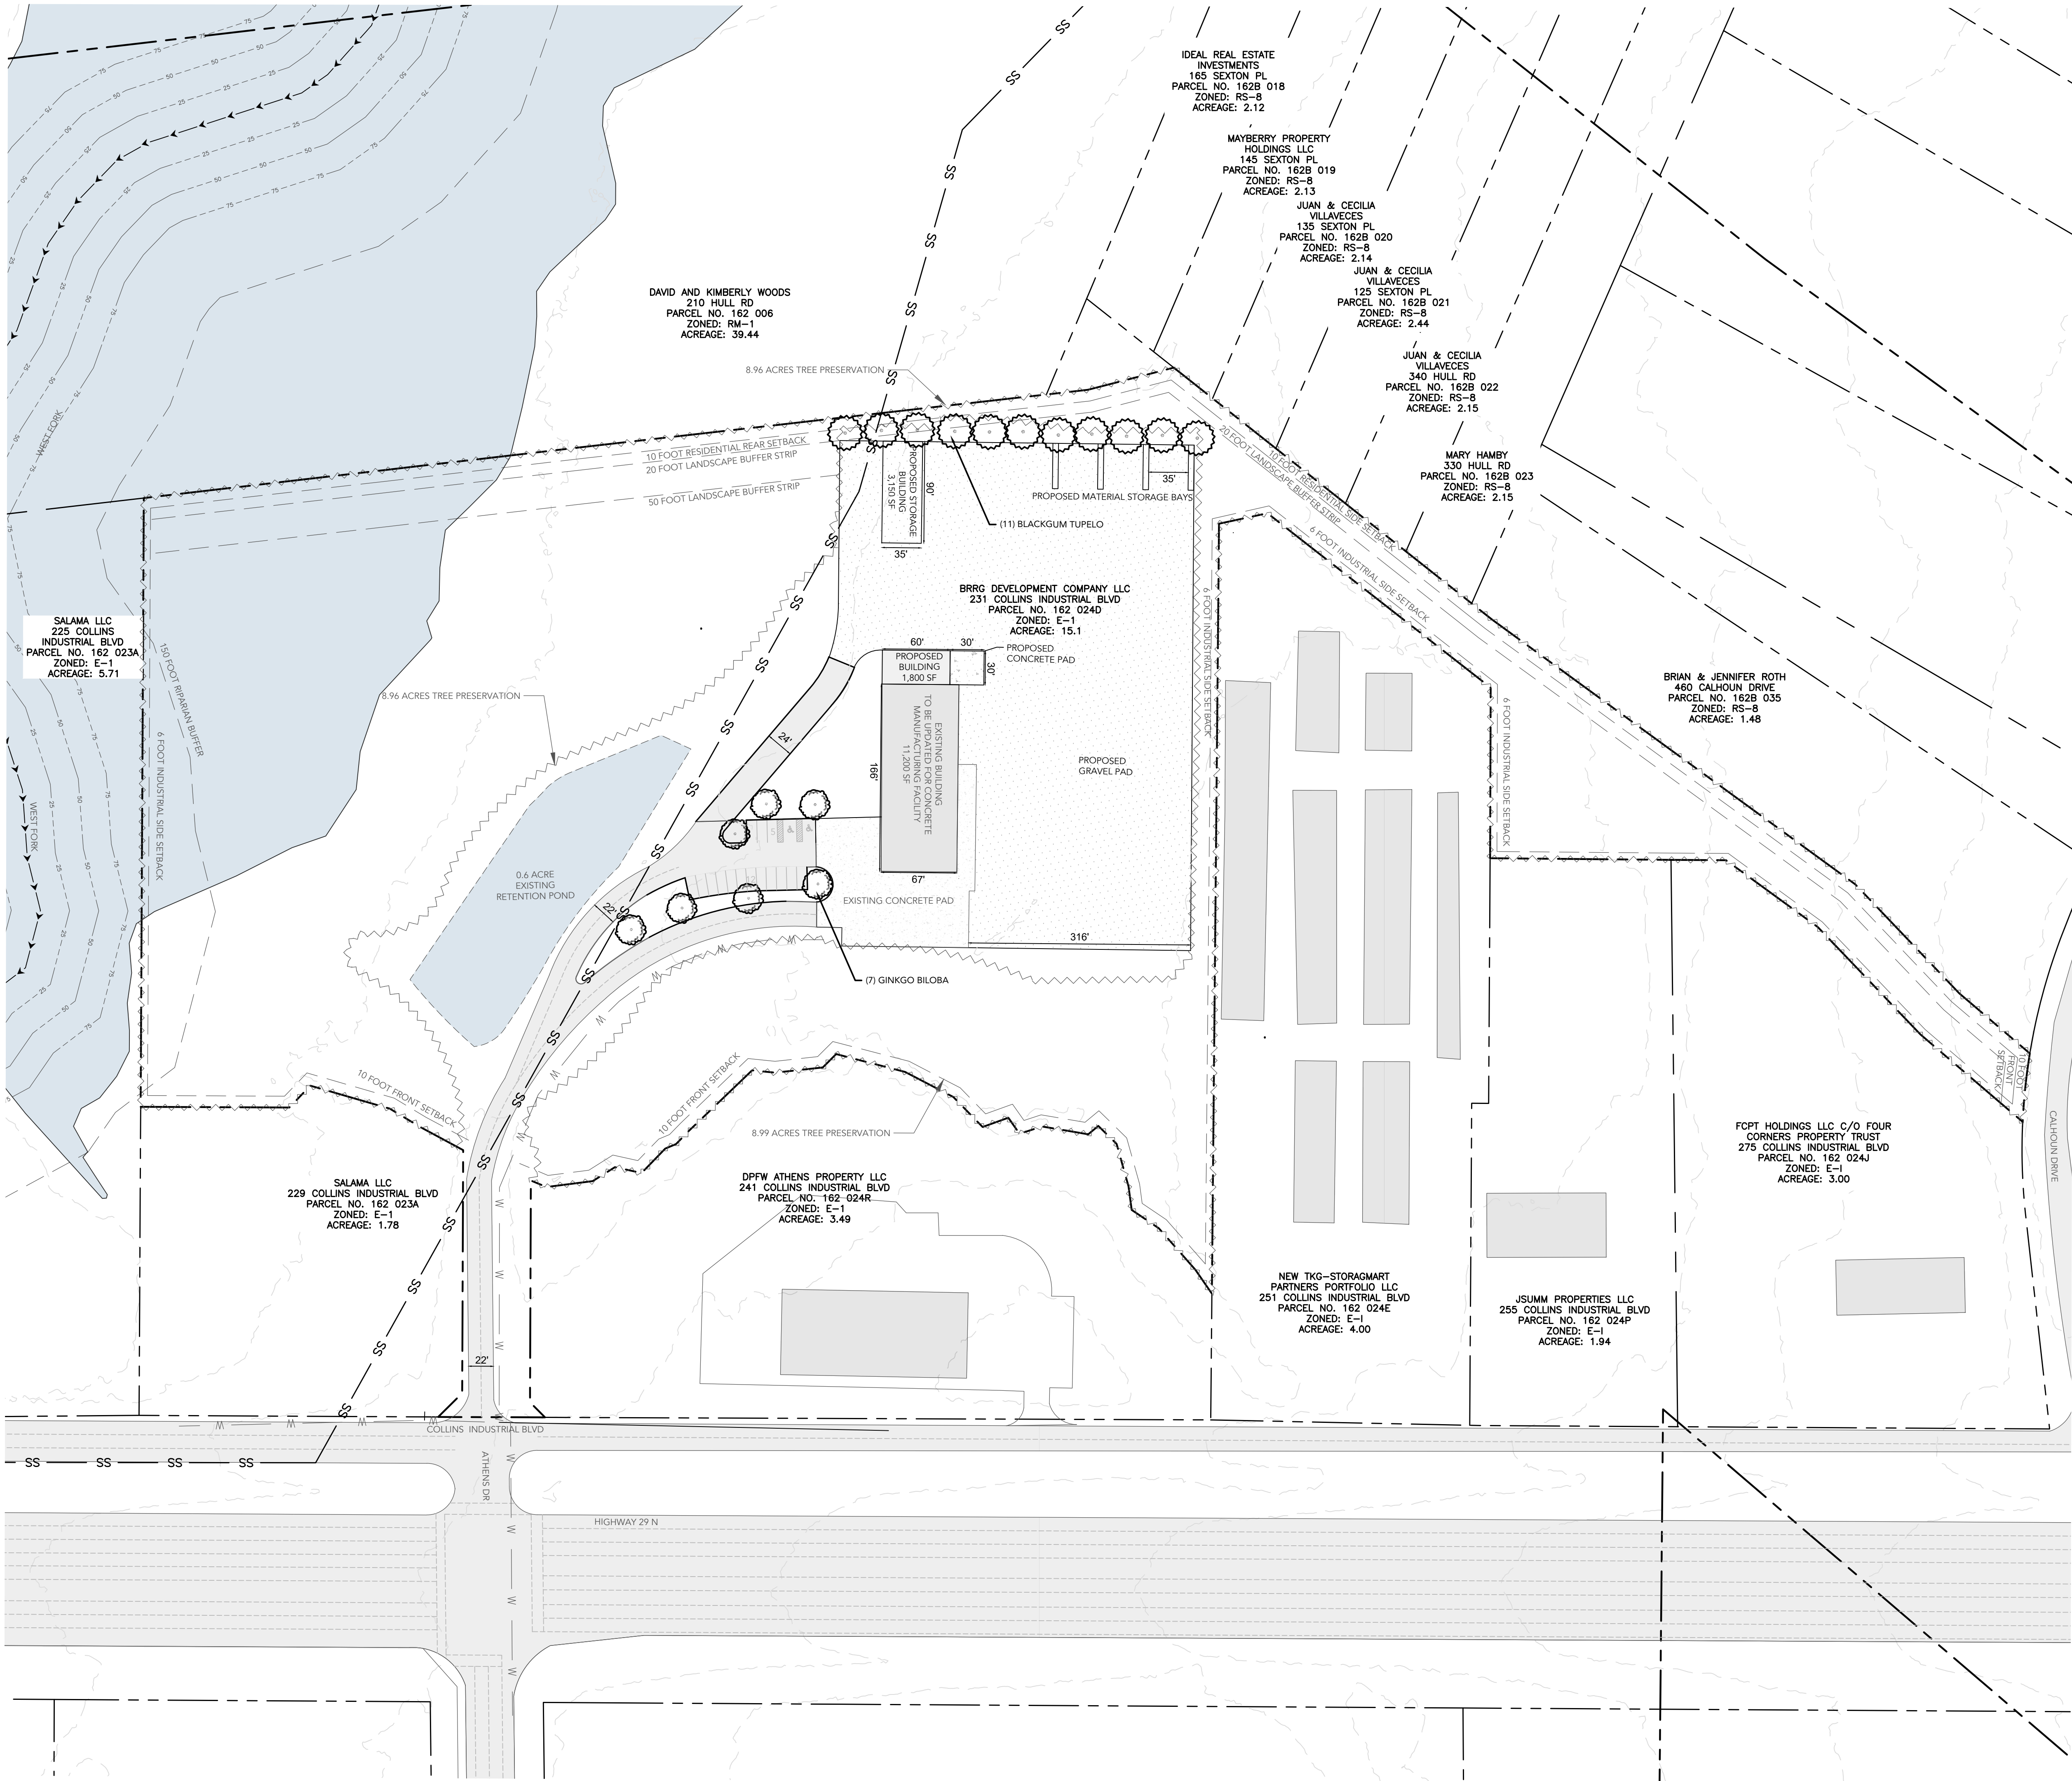 IDEAL REAL ESTATE
INVESTMENTS
165 SEXTON PL
PARCEL NO. 162B 018
ZONED: RS-8
ACREAGE: 2.12
MAYBERRY PROPERTY
HOLDINGS LLC
145 SEXTON PL
PARCEL NO. 162B 019
ZONED: RS-8
ACREAGE: 2.13
JUAN & CECILIA
VILLAVECES
135 SEXTON PL
PARCEL NO. 162B 020
ZONED: RS-8
ACREAGE: 2.14
JUAN & CECILIA
VILLAVECES
125 SEXTON PL
PARCEL NO. 162B 021
ZONED: RS-8
ACREAGE: 2.44
JUAN & CECILIA
VILLAVECES
340 HULL RD
PARCEL NO. 162B 022
ZONED: RS-8
ACREAGE: 2.15
MARY HAMBY
330 HULL RD
PARCEL NO. 162B 023
ZONED: RS-8
ACREAGE: 2.15
DAVID AND KIMBERLY WOODS
210 HULL RD
PARCEL NO. 162 006
ZONED: RM-1
ACREAGE: 39.44
8.96 ACRES TREE PRESERVATION
WEST FORK
10 FOOT RESIDENTIAL REAR SETBACK
20 FOOT LANDSCAPE BUFFER STRIP
50 FOOT LANDSCAPE BUFFER STRIP
PROPOSED STORAGE
BUILDING
3,150 SF
90'
35'
35'
PROPOSED MATERIAL STORAGE BAYS
(11) BLACKGUM TUPELO
10 FOOT RESIDENTIAL SIDE SETBACK
20 FOOT LANDSCAPE BUFFER STRIP
6 FOOT INDUSTRIAL SIDE SETBACK
BRRG DEVELOPMENT COMPANY LLC
231 COLLINS INDUSTRIAL BLVD
PARCEL NO. 162 024D
ZONED: E-1
ACREAGE: 15.1
6 FOOT INDUSTRIAL SIDE SETBACK
SALAMA LLC
225 COLLINS
INDUSTRIAL BLVD
PARCEL NO. 162 023A
ZONED: E-1
ACREAGE: 5.71
150 FOOT RIPARIAN BUFFER
6 FOOT INDUSTRIAL SIDE SETBACK
WEST FORK
60'
30'
30'
PROPOSED
CONCRETE PAD
PROPOSED
BUILDING
1,800 SF
8.96 ACRES TREE PRESERVATION
EXISTING BUILDING
TO BE UPDATED FOR CONCRETE
MANUFACTURING FACILITY
11,200 SF
24'
166'
67'
PROPOSED
GRAVEL PAD
6 FOOT INDUSTRIAL SIDE SETBACK
BRIAN & JENNIFER ROTH
460 CALHOUN DRIVE
PARCEL NO. 162B 035
ZONED: RS-8
ACREAGE: 1.48
5
12
0.6 ACRE
EXISTING
RETENTION POND
22'
EXISTING CONCRETE PAD
316'
(7) GINKGO BILOBA
10 FOOT FRONT SETBACK
10 FOOT FRONT SETBACK
10 FOOT
FRONT
SETBACK
8.99 ACRES TREE PRESERVATION
CALHOUN DRIVE
SALAMA LLC
229 COLLINS INDUSTRIAL BLVD
PARCEL NO. 162 023A
ZONED: E-1
ACREAGE: 1.78
DPFW ATHENS PROPERTY LLC
241 COLLINS INDUSTRIAL BLVD
PARCEL NO. 162 024R
ZONED: E-1
ACREAGE: 3.49
FCPT HOLDINGS LLC C/O FOUR
CORNERS PROPERTY TRUST
275 COLLINS INDUSTRIAL BLVD
PARCEL NO. 162 024J
ZONED: E-I
ACREAGE: 3.00
NEW TKG-STORAGMART
PARTNERS PORTFOLIO LLC
251 COLLINS INDUSTRIAL BLVD
PARCEL NO. 162 024E
ZONED: E-I
ACREAGE: 4.00
JSUMM PROPERTIES LLC
255 COLLINS INDUSTRIAL BLVD
PARCEL NO. 162 024P
ZONED: E-I
ACREAGE: 1.94
22'
COLLINS INDUSTRIAL BLVD
ATHENS DR
SS SS SS SS
HIGHWAY 29 N